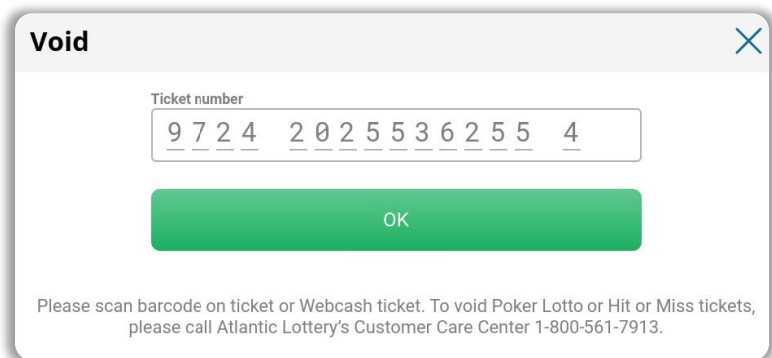 Void
Ticket number
9724 2025536255 4
OK
Please scan barcode on ticket or Webcash ticket. To void Poker Lotto or Hit or Miss tickets,
please call Atlantic Lottery's Customer Care Center 1-800-561-7913.